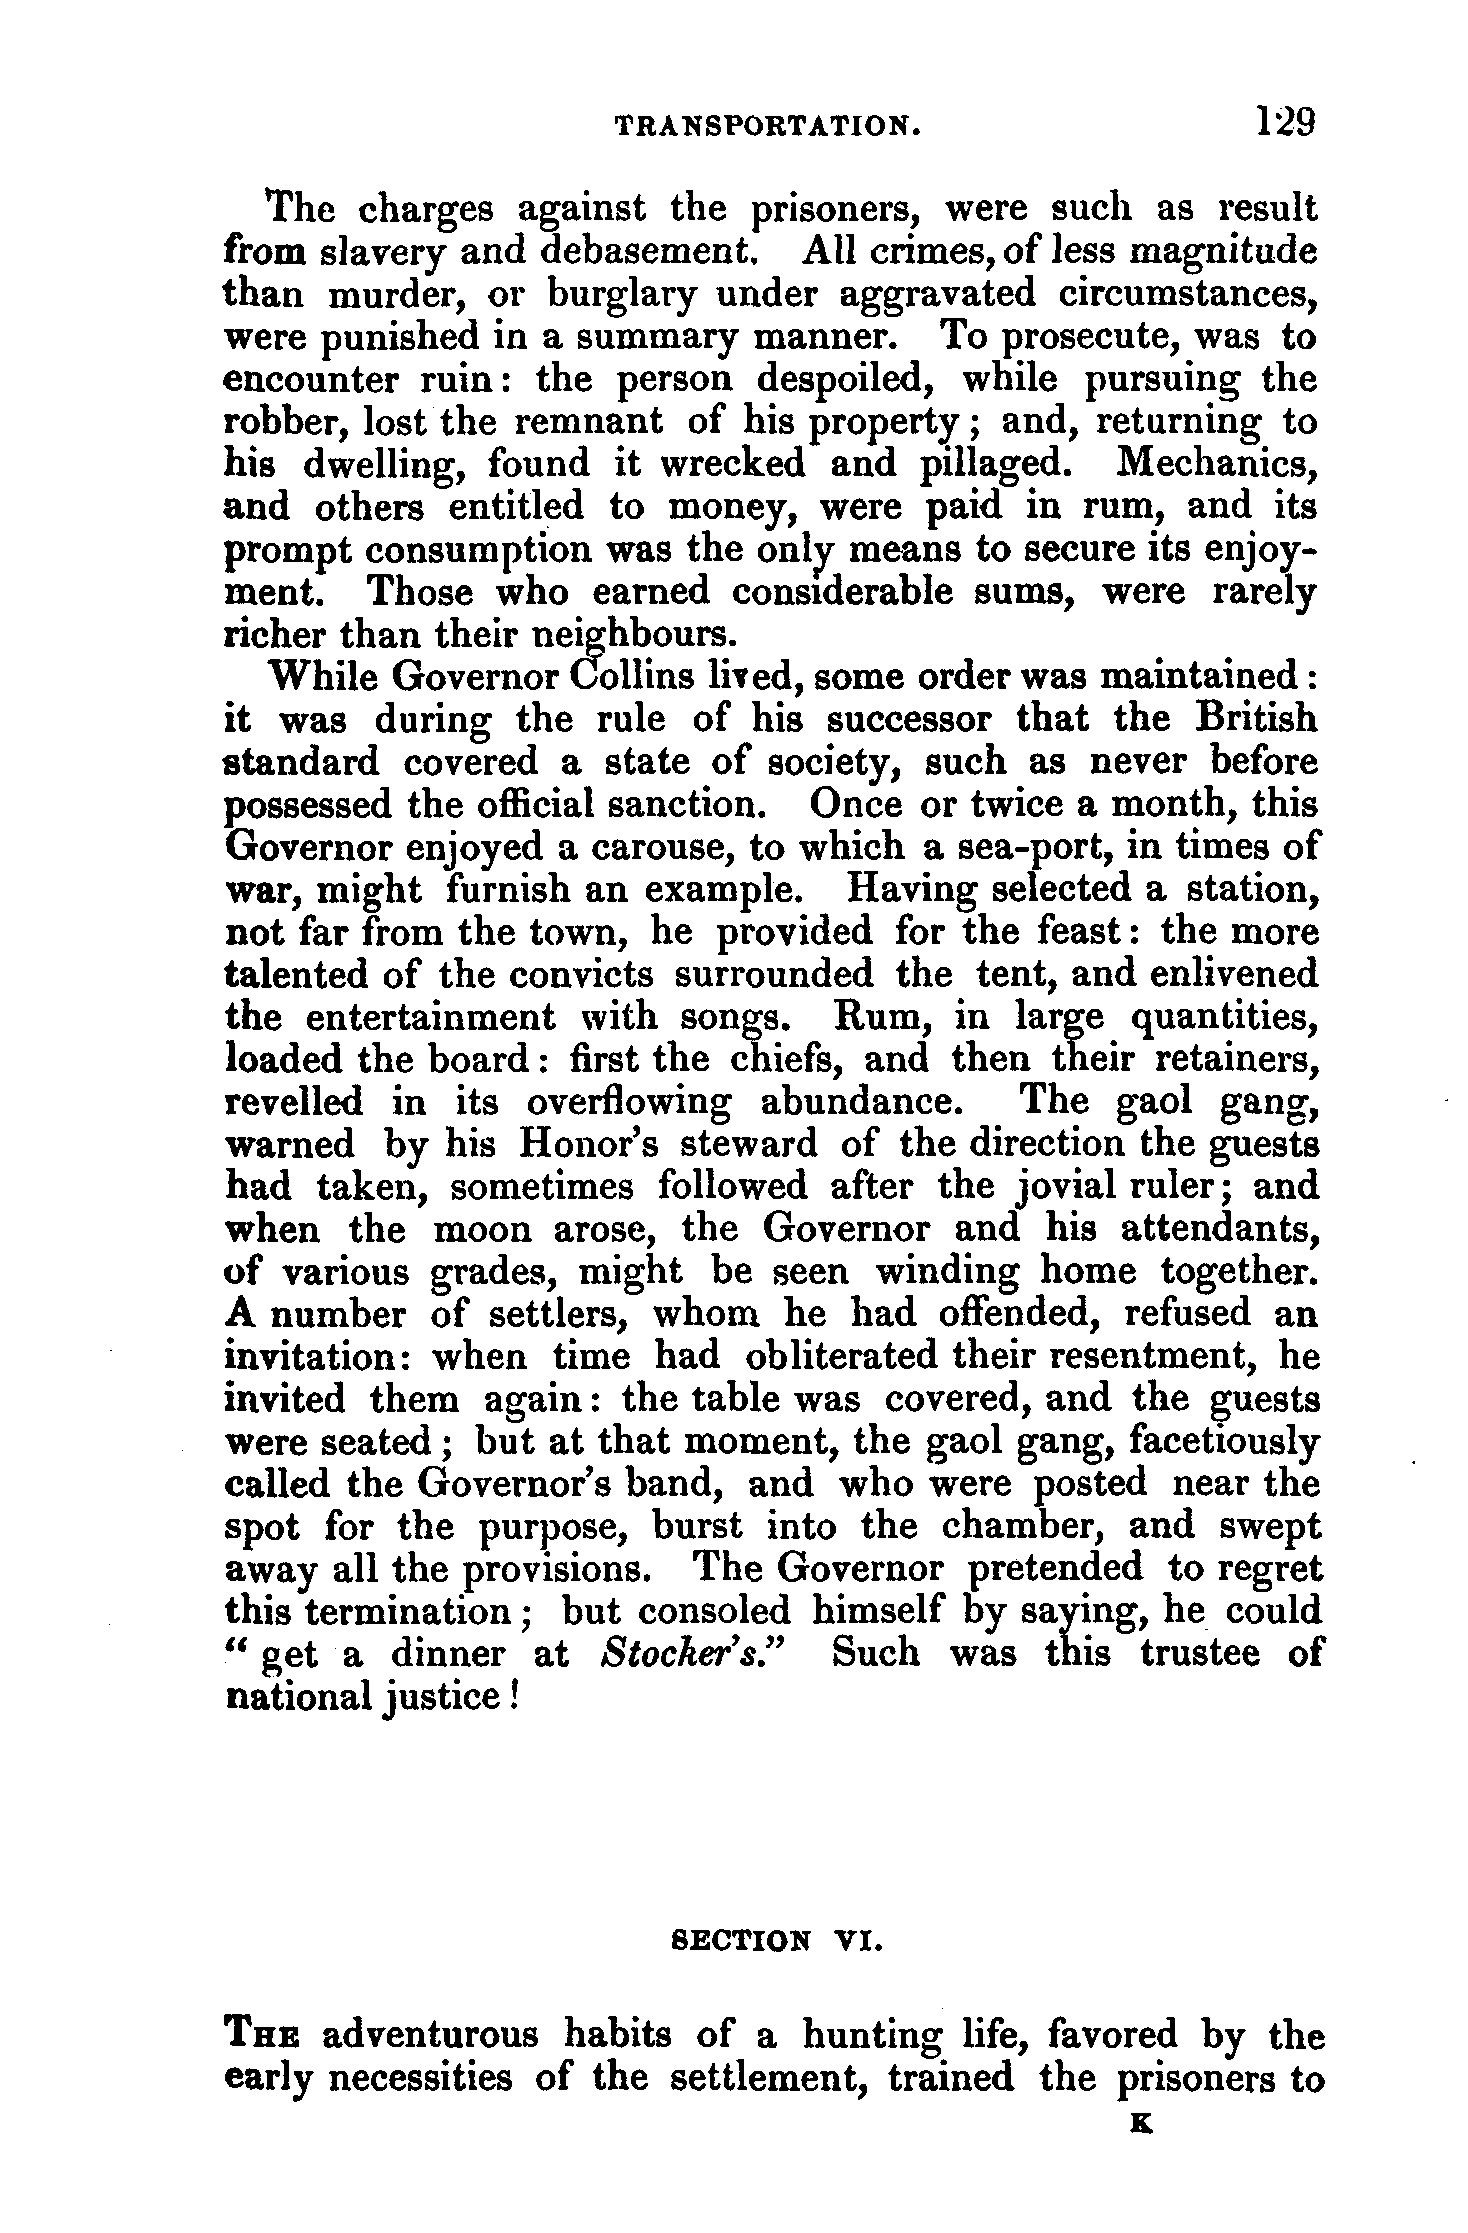 TRANSPORTATION. 129
The charges against the prisoners, were such as result
from slavery and debasement. All crimes, of less magnitude
than murder, or burglary under aggravated circumstances,
were punished in a summary manner. To prosecute, was to
encounter ruin: the person despoiled, while pursuing the
robber, lost the remnant of his property; and, returning to
his dwelling, found it wrecked and pillaged. Mechanics,
and others entitled to money, were paid in rum, and its
prompt consumption was the only means to secure its enjoy-
ment. Those who earned considerable sums, were rarely
richer than their neighbours.
While Governor Collins lived, some order was maintained:
it was during the rule of his successor that the British
standard covered a state of society, such as never before
possessed the official sanction. Once or twice a month, this
Governor enjoyed a carouse, to which a sea-port, in times of
war, might furnish an example. Having selected a station,
not far from the town, he provided for the feast: the more
talented of the convicts surrounded the tent, and enlivened
the entertainment with songs. Rum, in large quantities,
loaded the board: first the chiefs, and then their retainers,
revelled in its overflowing abundance. The gaol gang,
warned by his Honor's steward of the direction the guests
had taken, sometimes followed after the jovial ruler; and
when the moon arose, the Governor and his attendants,
of various grades, might be seen winding home together.
A number of settlers, whom he had offended, refused an
invitation: when time had obliterated their resentment, he
invited them again: the table was covered, and the guests
were seated; but at that moment, the gaol gang, facetiously
called the Governor's band, and who were posted near the
spot for the purpose, burst into the chamber, and swept
away all the provisions. The Governor pretended to regret
this termination; but consoled himself by saying, he could
“get a dinner at Stocker's.” Such was this trustee of
national justice!
SECTION VI.
THE adventurous habits of a hunting life, favored by the
early necessities of the settlement, trained the prisoners to
K